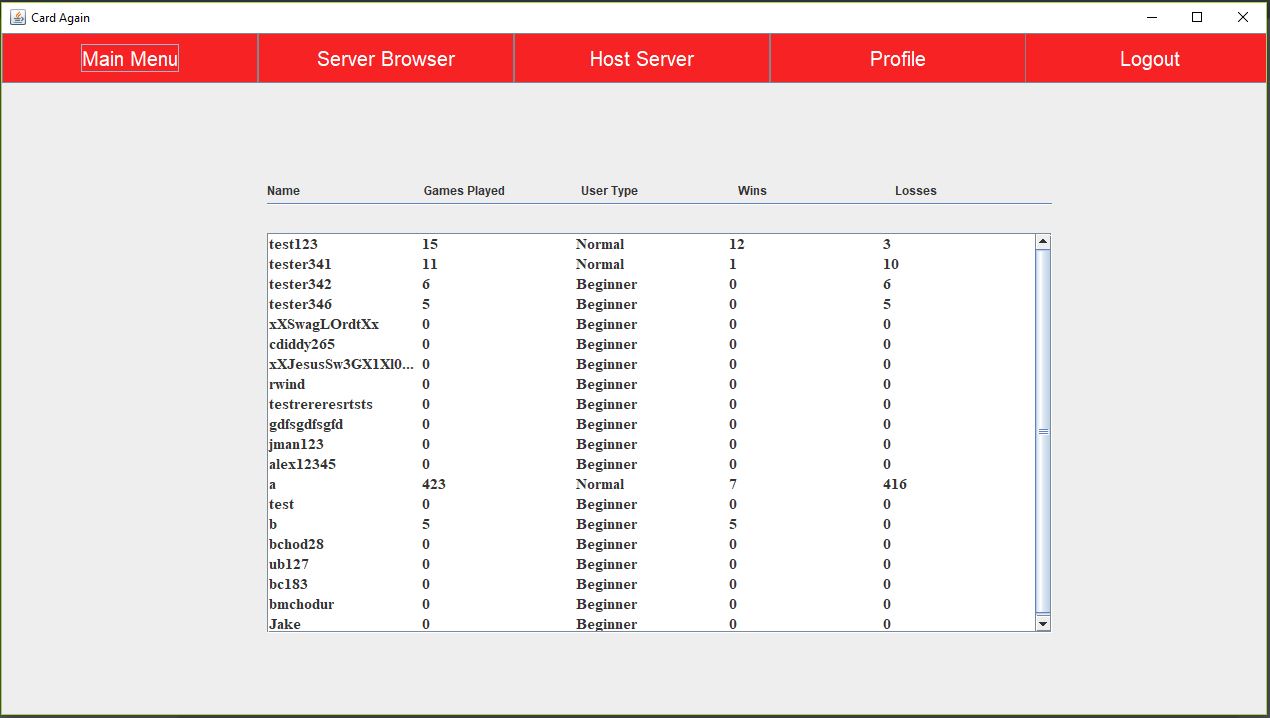 Card Again
Main Menu Server Browser Host Server Profile Logout
Name Games Played User Type Wins Losses
test123 15 Normal 12 3
tester341 11 Normal 1 10
tester342 6 Beginner 0 6
tester346 5 Beginner 0 5
xXSwagLOrdtXx 0 Beginner 0 0
cdiddy265 0 Beginner 0 0
xXJesusSw3GX1Xl0... 0 Beginner 0 0
rwind 0 Beginner 0 0
testrereresrtsts 0 Beginner 0 0
gdfsgdfsgfd 0 Beginner 0 0
jman123 0 Beginner 0 0
alex12345 0 Beginner 0 0
a 423 Normal 7 416
test 0 Beginner 0 0
b 5 Beginner 5 0
bchod28 0 Beginner 0 0
ub127 0 Beginner 0 0
bc183 0 Beginner 0 0
bmchodur 0 Beginner 0 0
Jake 0 Beginner 0 0